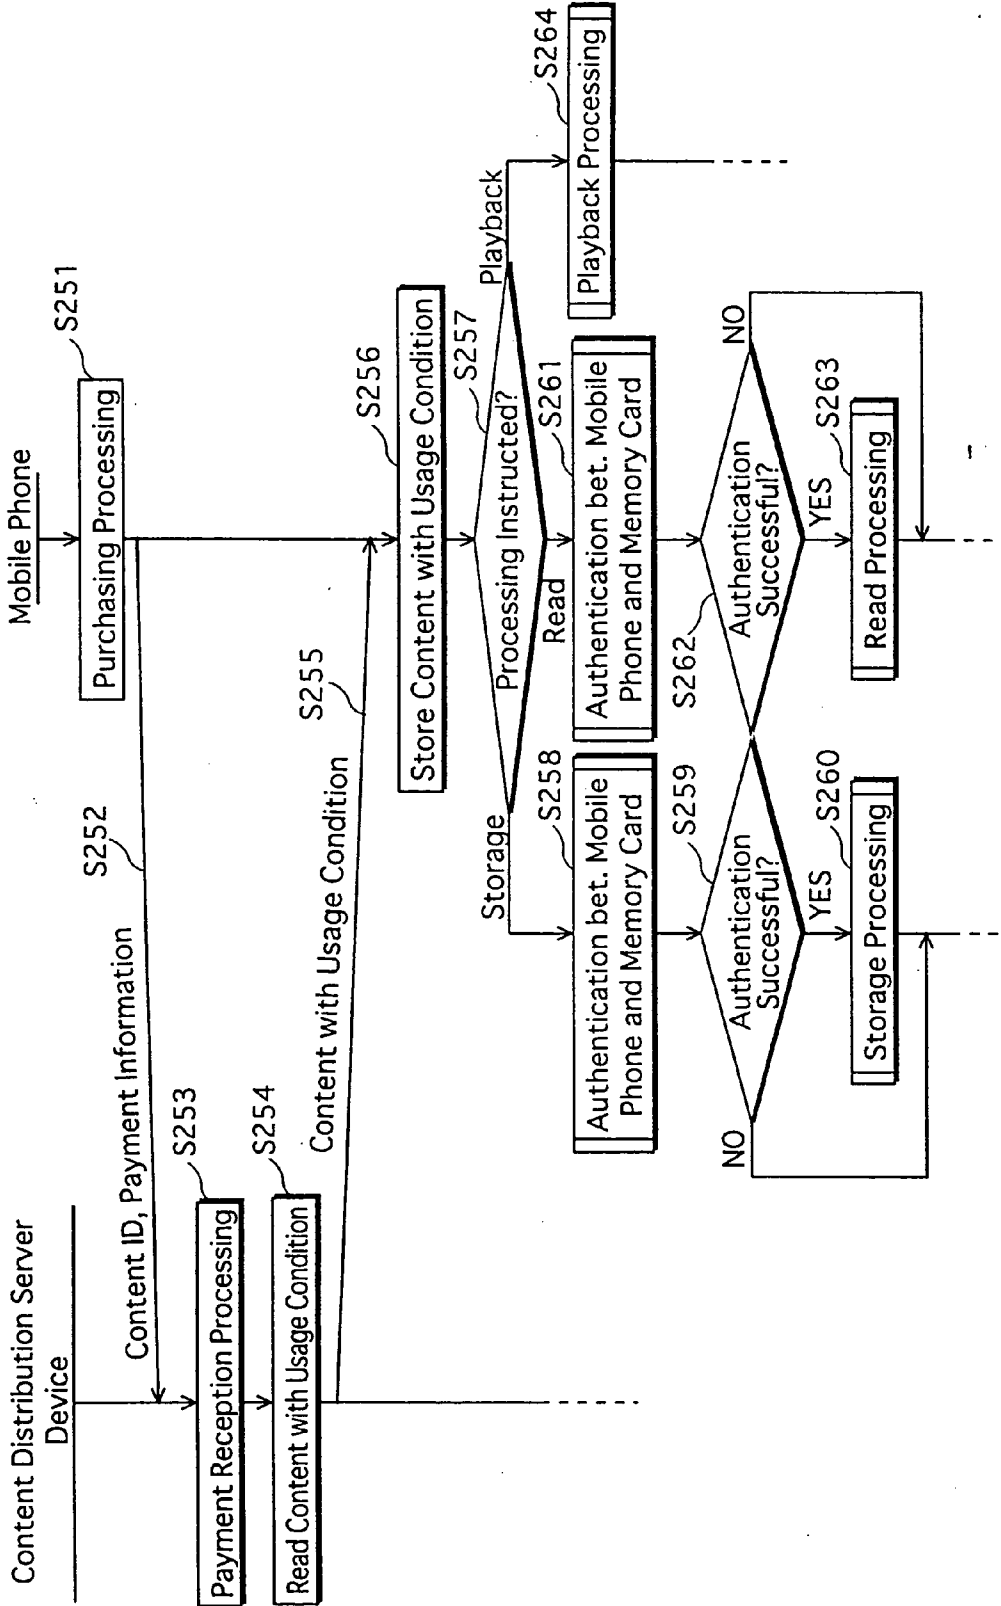 Content Distribution Server
Device
Mobile Phone
Purchasing Processing
S251
Content ID, Payment Information
S252
Payment Reception Processing
S253
Read Content with Usage Condition
S254
Content with Usage Condition
S255
Store Content with Usage Condition
S256
Processing Instructed?
S257
Storage
Read
Playback
Authentication bet. Mobile
Phone and Memory Card
S258
Authentication bet. Mobile
Phone and Memory Card
S261
Playback Processing
S264
Authentication
Successful?
S259
NO
YES
Authentication
Successful?
S262
NO
YES
Storage Processing
S260
Read Processing
S263